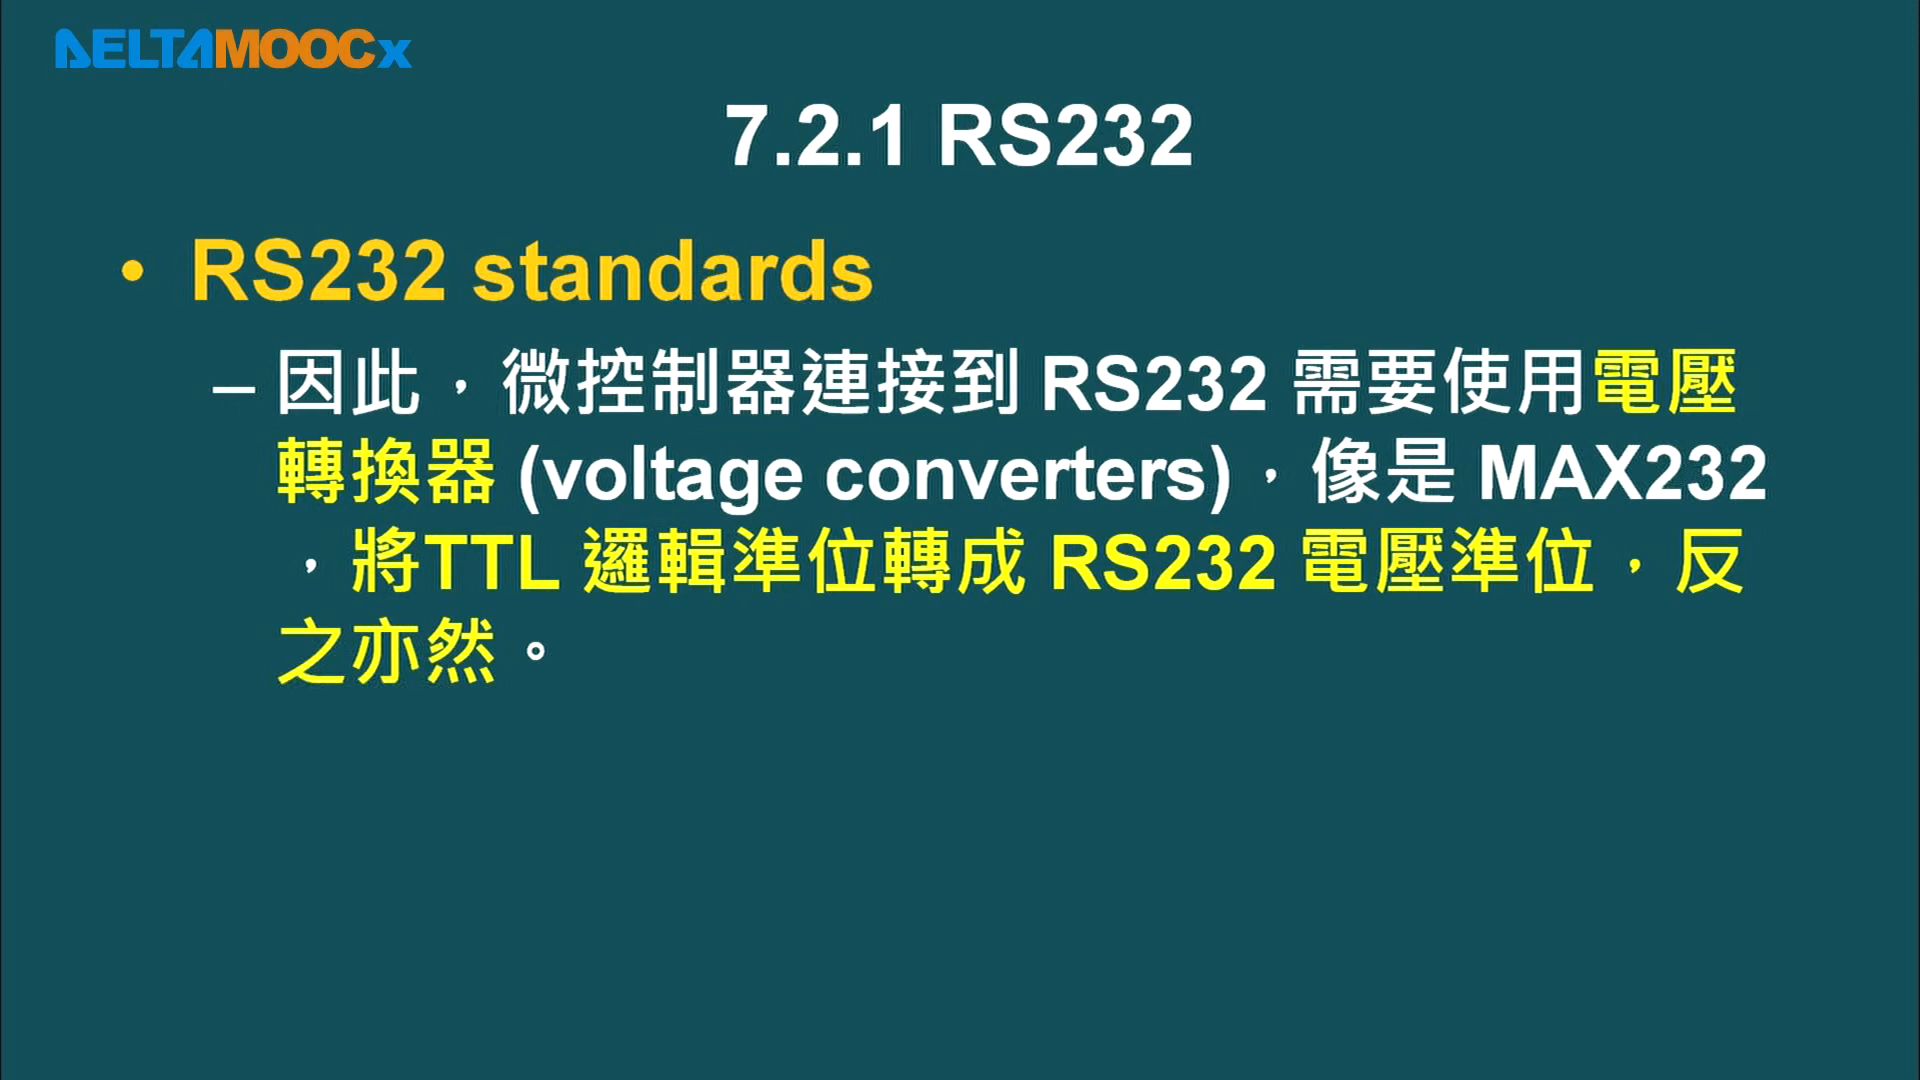 DELTAMOOCx
7.2.1 RS232
• RS232 standards
– 因此，微控制器連接到 RS232 需要使用電壓
轉換器 (voltage converters)，像是 MAX232
，將TTL 邏輯準位轉成 RS232 電壓準位，反
之亦然。